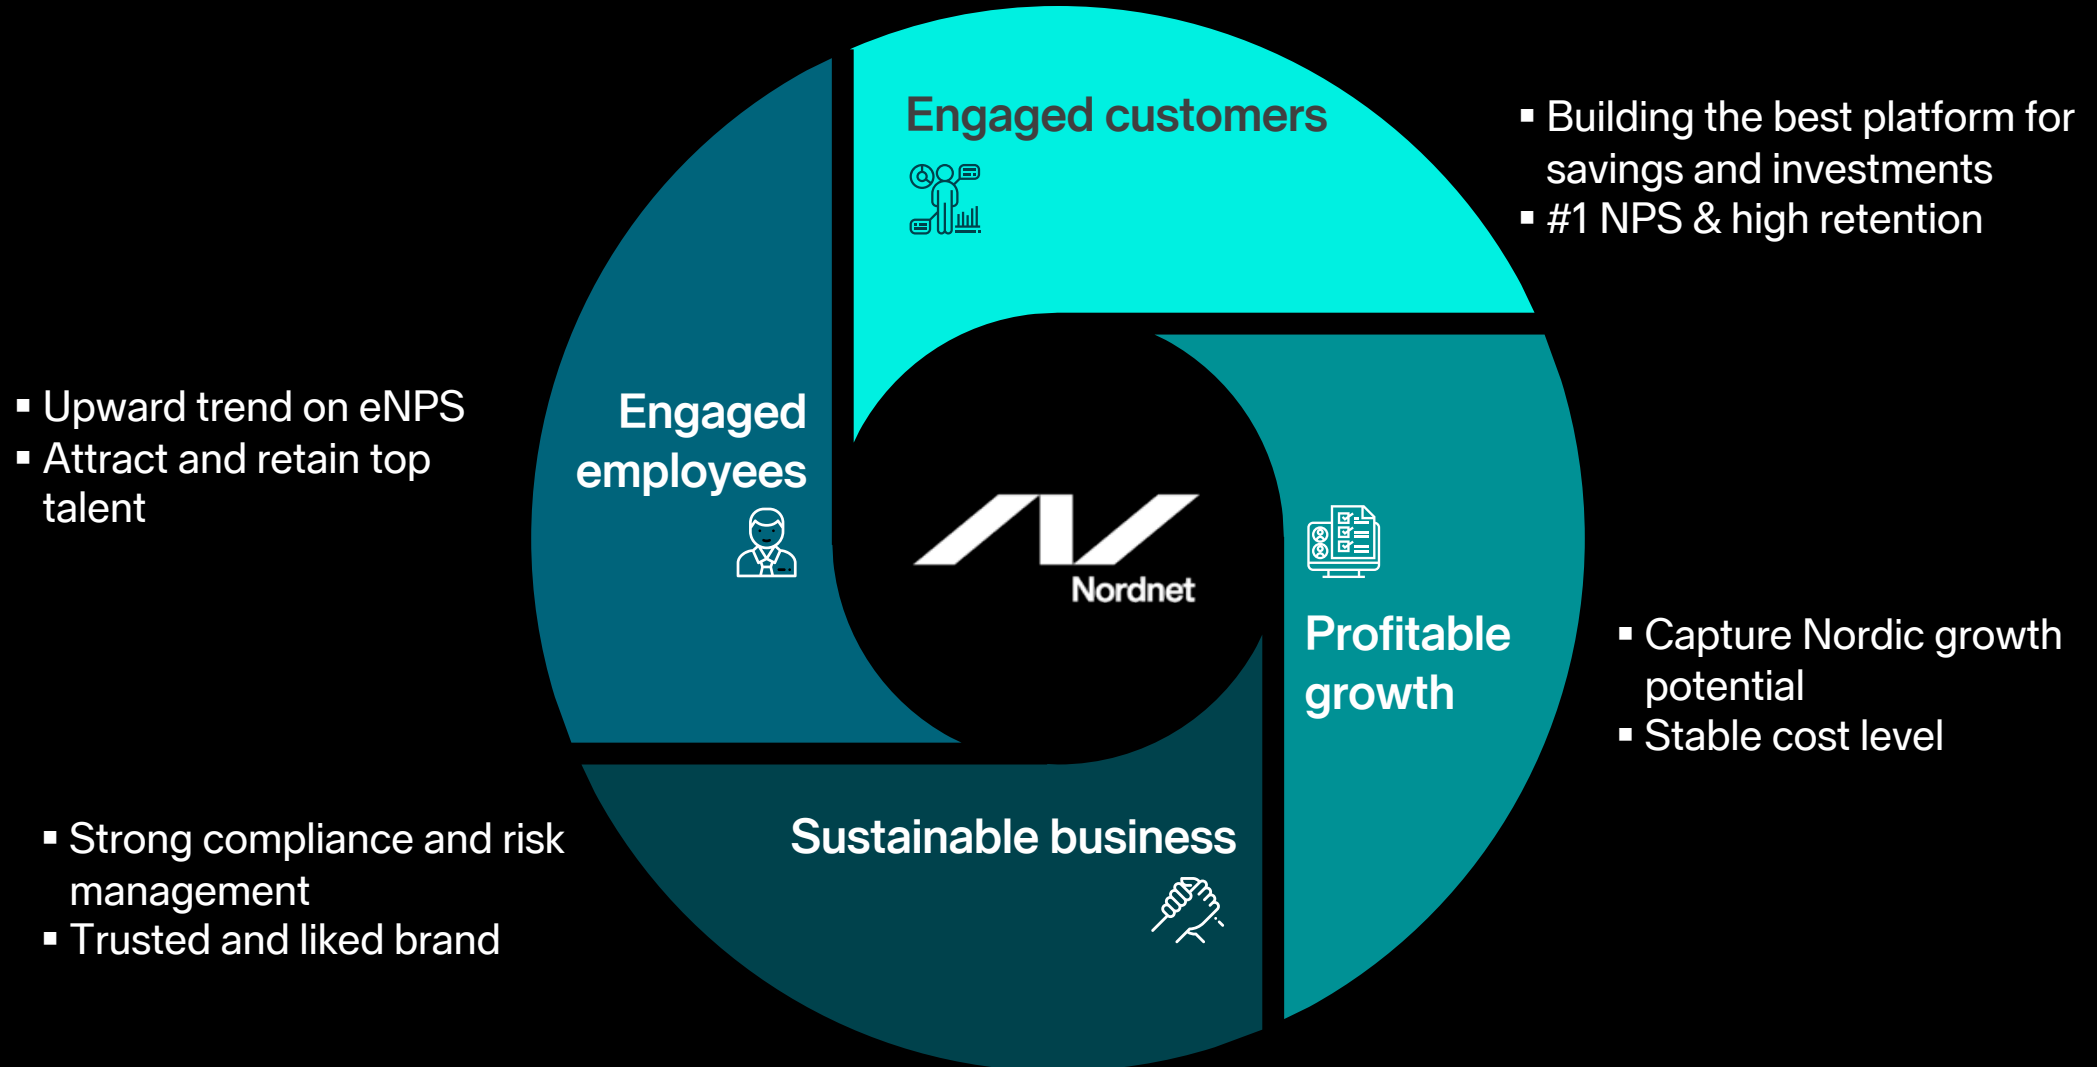 Engaged customers
▪ Building the best platform for
savings and investments
▪ #1 NPS & high retention
▪ Upward trend on eNPS
▪ Attract and retain top
talent
Engaged
employees
Nordnet
Profitable
growth
▪ Capture Nordic growth
potential
▪ Stable cost level
Sustainable business
▪ Strong compliance and risk
management
▪ Trusted and liked brand